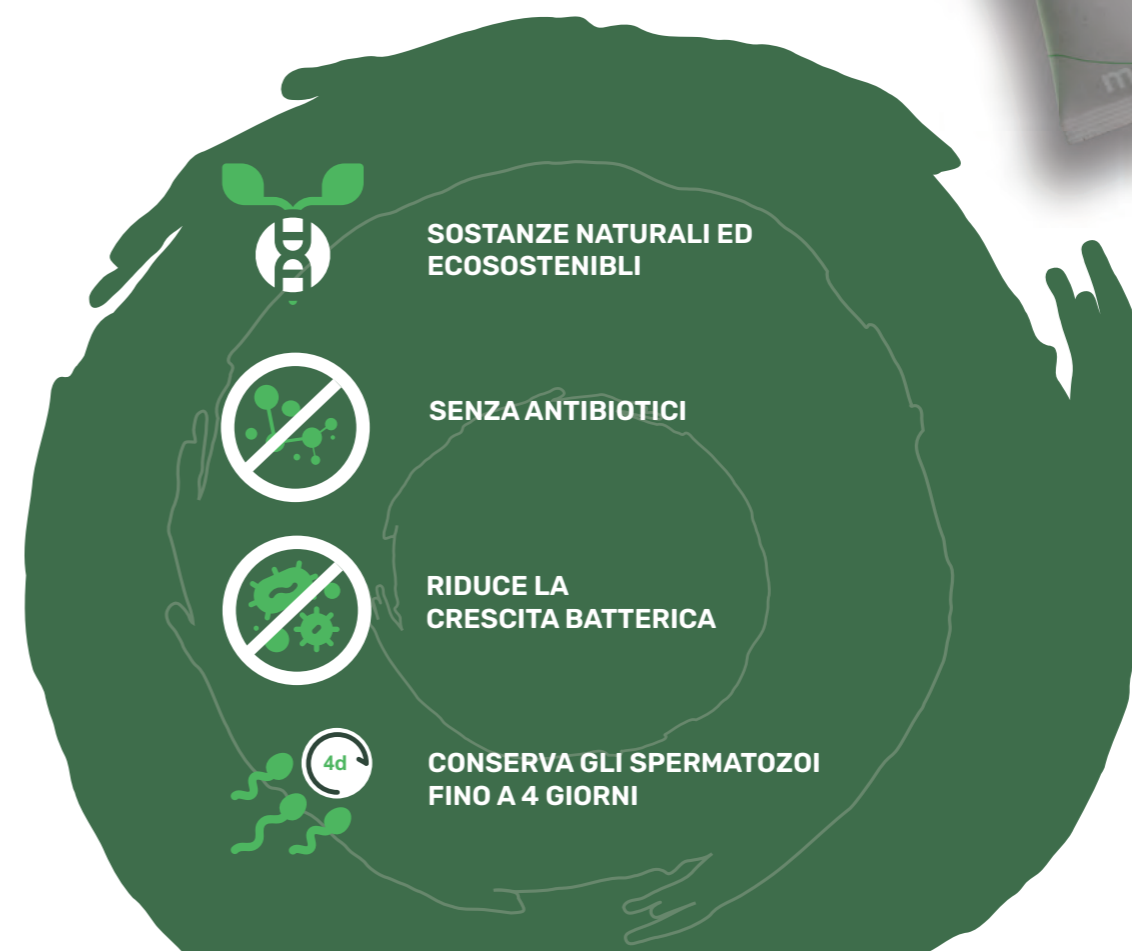 SOSTANZE NATURALI ED
ECOSOSTENIBLI
SENZA ANTIBIOTICI
RIDUCE LA
CRESCITA BATTERICA
4d
CONSERVA GLI SPERMATOZOI
FINO A 4 GIORNI